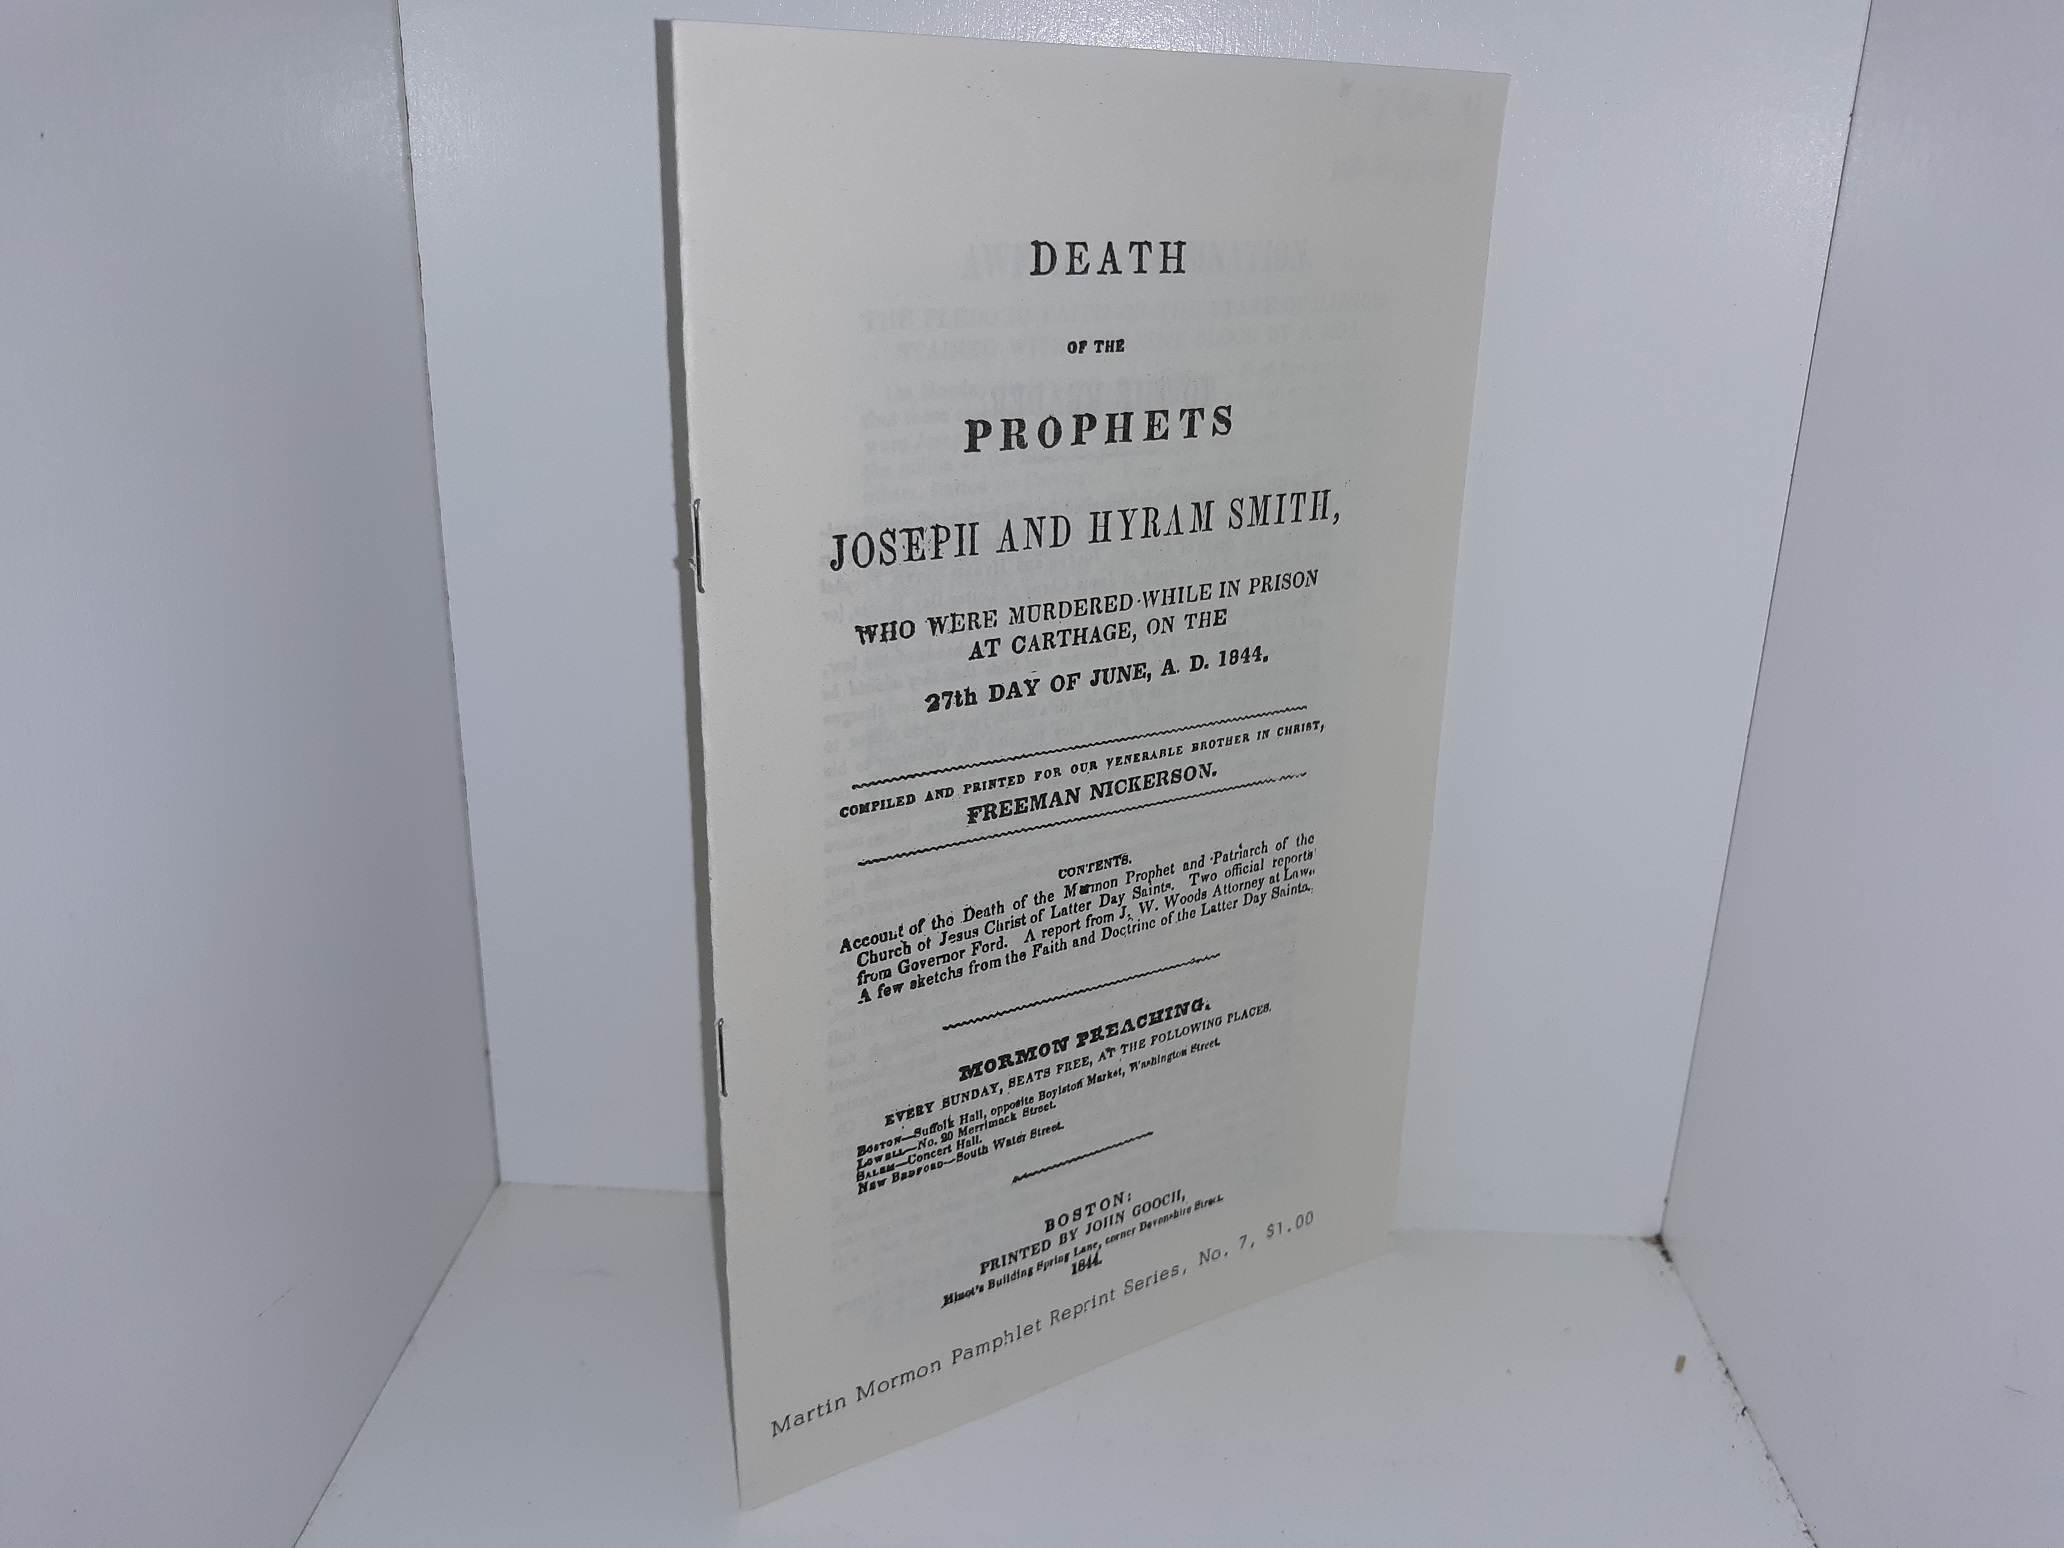 DEATH
OF THE
PROPHETS
JOSEPH AND HYRAM SMITH,
WHO WERE MURDERED WHILE IN PRISON
AT CARTHAGE, ON THE
27th DAY OF JUNE, A. D. 1844.
COMPILED AND PRINTED FOR OUR VENERABLE BROTHER IN CHRIST,
FREEMAN NICKERSON.
CONTENTS.
Account of the Death of the Mormon Prophet and Patriarch of the
Church of Jesus Christ of Latter Day Saints. Two official reports
from Governor Ford. A report from J. W. Woods Attorney at Law.
A few sketchs from the Faith and Doctrine of the Latter Day Saints.
MORMON PREACHING.
EVERY SUNDAY, SEATS FREE, AT THE FOLLOWING PLACES.
BOSTON—Suffolk Hall, opposite Boylston Market, Washington Street.
LOWELL—No. 20 Merrimack Street.
SALEM—Concert Hall.
NEW BEDFORD—South Water Street.
BOSTON:
PRINTED BY JOHN GOOCH,
Minot's Building Spring Lane, corner Devonshire Street.
1844.
Martin Mormon Pamphlet Reprint Series, No. 7, $1.00